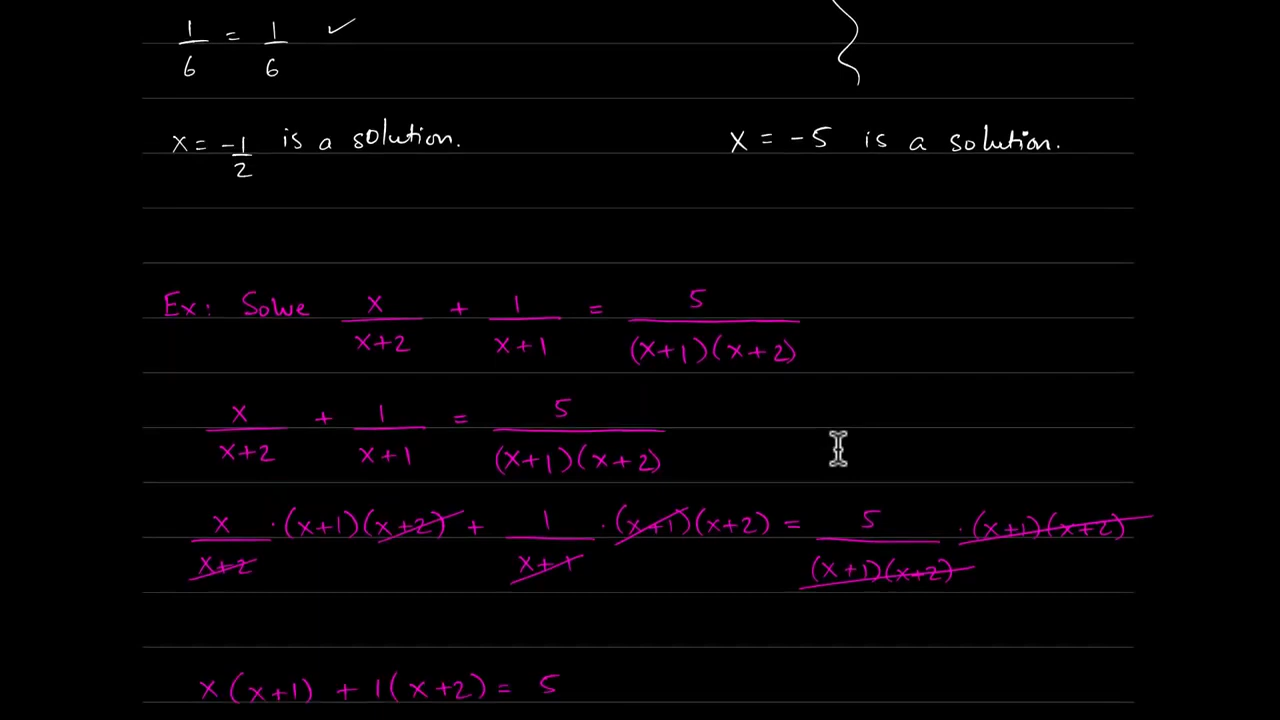 1/6 = 1/6 ✓
x = -1/2 is a solution. x = -5 is a solution.
Ex: Solve x/(x+2) + 1/(x+1) = 5/((x+1)(x+2))
x/(x+2) + 1/(x+1) = 5/((x+1)(x+2))
x/(x+2) · (x+1)(x+2) + 1/(x+1) · (x+1)(x+2) = 5/((x+1)(x+2)) · (x+1)(x+2)
x(x+1) + 1(x+2) = 5